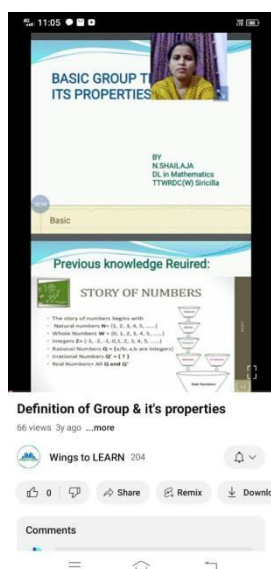 11:05
BASIC GROUP T
ITS PROPERTIES
BY
N.SHAILAJA
DL in Mathematics
TTWRDC(W) Siricilla
Basic
Previous knowledge Reuired:
STORY OF NUMBERS
The story of numbers begins with
Natural numbers N= {1, 2, 3, 4, 5, ......}
Whole Numbers W = {0, 1, 2, 3, 4, 5, ......}
Integers Z= {-3, -2, -1, 0,1, 2, 3, 4, 5, ......}
Rational Numbers Q = {a/b: a,b are Integers}
Irrational Numbers Q' = { ? }
Real Numbers= All Q and Q'
Real Numbers
Definition of Group & it's properties
66 views 3y ago ...more
Wings to LEARN 204
0 Share Remix Downlo
Comments